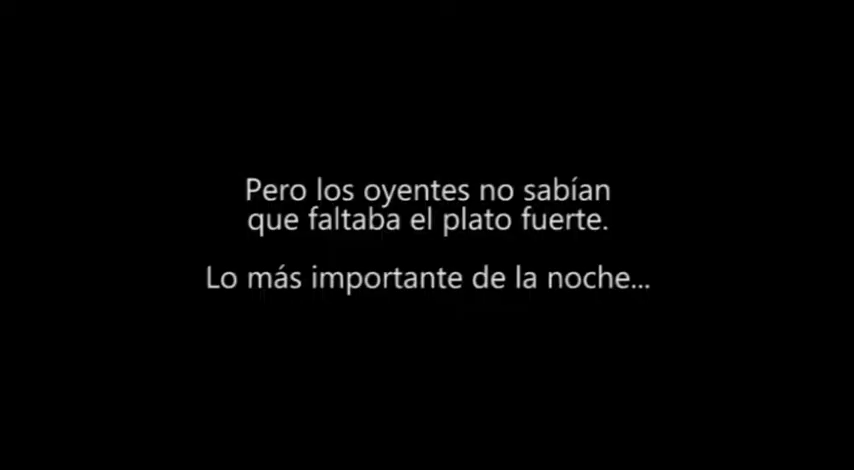 Pero los oyentes no sabían
que faltaba el plato fuerte.
Lo más importante de la noche...